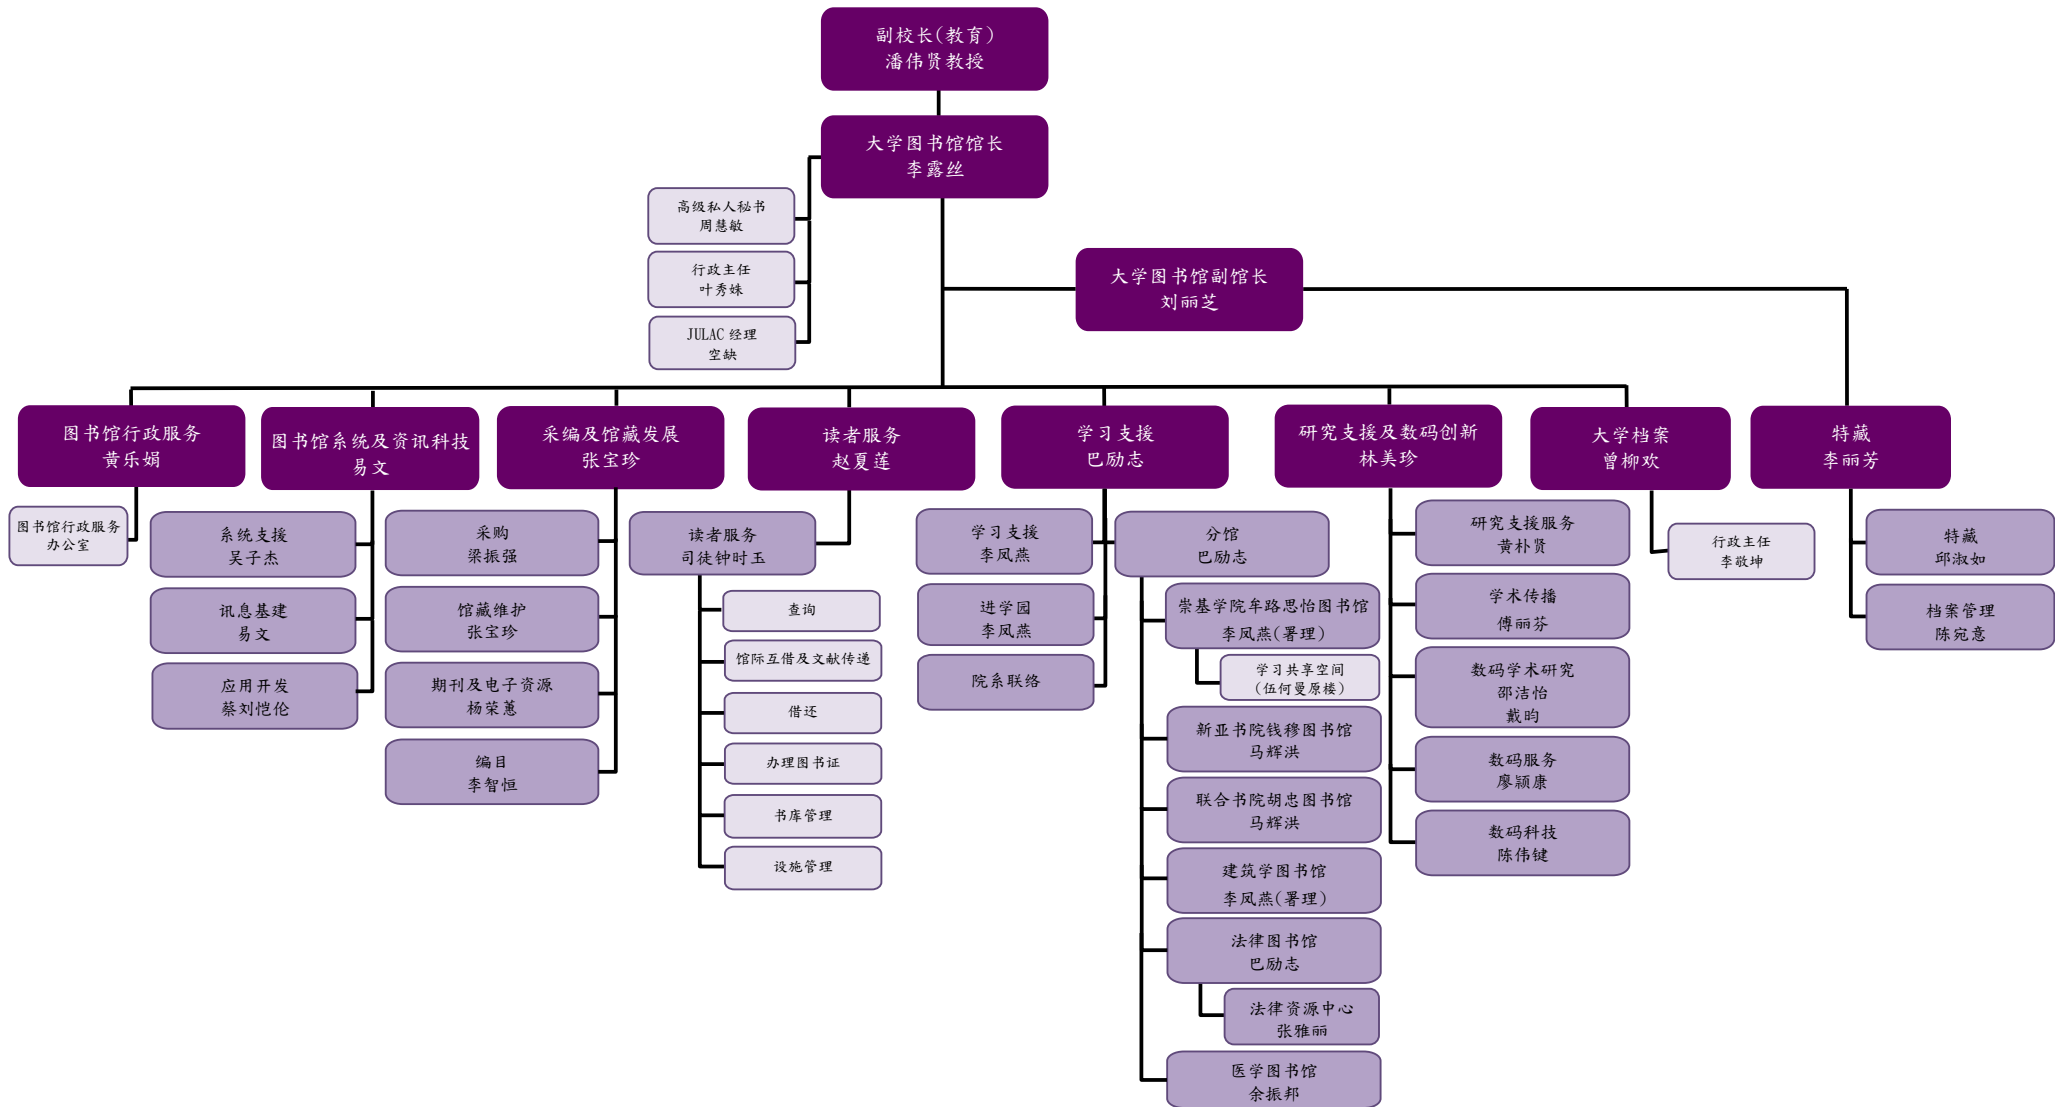 副校长(教育)
潘伟贤教授
大学图书馆馆长
李露丝
高级私人秘书
周慧敏
行政主任
叶秀姝
JULAC 经理
空缺
大学图书馆副馆长
刘丽芝
图书馆行政服务
黄乐娟
图书馆行政服务
办公室
图书馆系统及资讯科技
易文
系统支援
吴子杰
讯息基建
易文
应用开发
蔡刘恺伦
采编及馆藏发展
张宝珍
采购
梁振强
馆藏维护
张宝珍
期刊及电子资源
杨荣蕙
编目
李智恒
读者服务
赵夏莲
读者服务
司徒钟时玉
查询
馆际互借及文献传递
借还
办理图书证
书库管理
设施管理
学习支援
巴励志
学习支援
李凤燕
进学园
李凤燕
院系联络
分馆
巴励志
崇基学院牟路思怡图书馆
李凤燕(署理)
学习共享空间
(伍何曼原楼)
新亚书院钱穆图书馆
马辉洪
联合书院胡忠图书馆
马辉洪
建筑学图书馆
李凤燕(署理)
法律图书馆
巴励志
法律资源中心
张雅丽
医学图书馆
余振邦
研究支援及数码创新
林美珍
研究支援服务
黄朴贤
学术传播
傅丽芬
数码学术研究
邵洁怡
戴昀
数码服务
廖颖康
数码科技
陈伟键
大学档案
曾柳欢
行政主任
李敬坤
特藏
李丽芳
特藏
邱淑如
档案管理
陈宛意